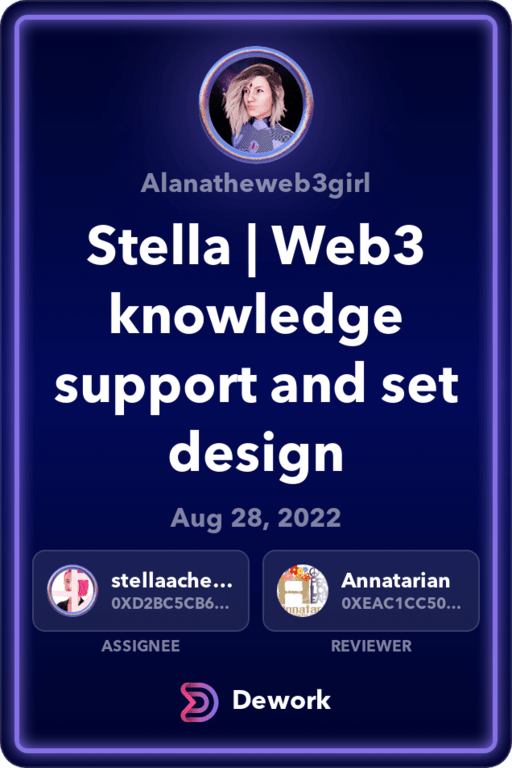 Alanatheweb3girl
Stella | Web3
knowledge
support and set
design
Aug 28, 2022
stellaache...
0XD2BC5CB6...
Annatarian
0XEAC1CC50...
ASSIGNEE
REVIEWER
Dework